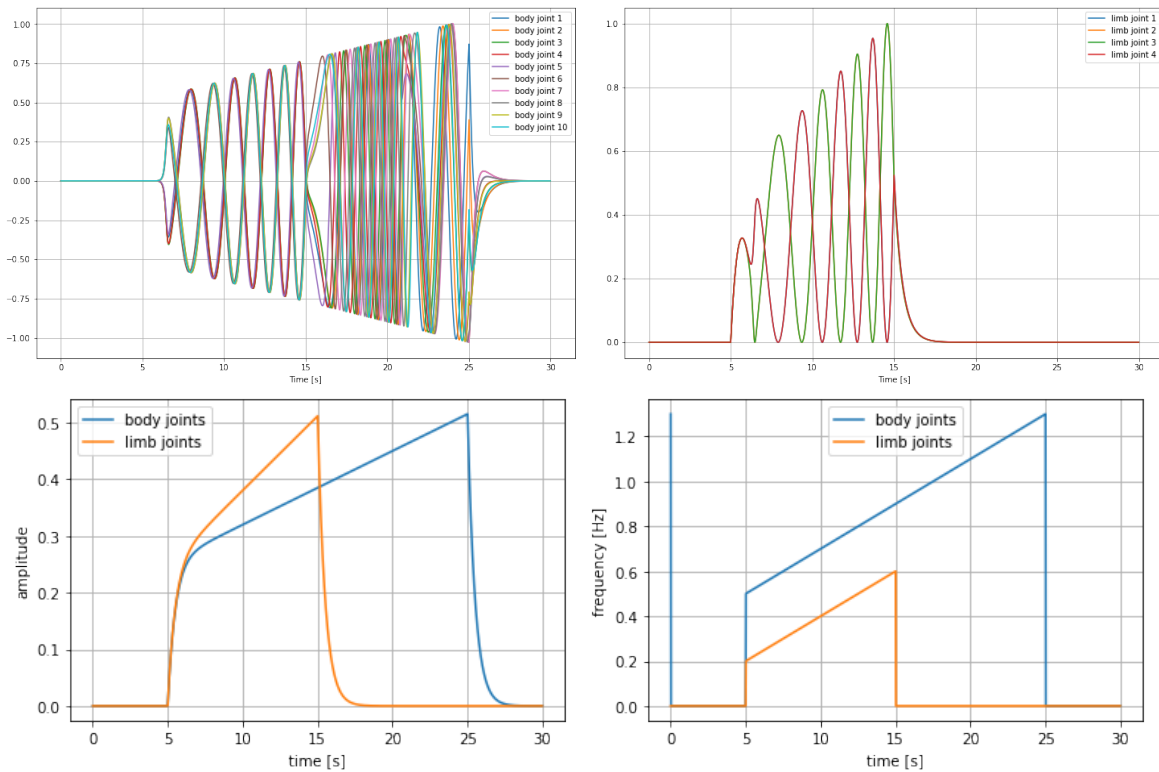 1.00
0.75
0.50
0.25
0.00
−0.25
−0.50
−0.75
−1.00
0 5 10 15 20 25 30
Time [s]
body joint 1
body joint 2
body joint 3
body joint 4
body joint 5
body joint 6
body joint 7
body joint 8
body joint 9
body joint 10
1.0
0.8
0.6
0.4
0.2
0.0
0 5 10 15 20 25 30
Time [s]
limb joint 1
limb joint 2
limb joint 3
limb joint 4
amplitude
0.5
0.4
0.3
0.2
0.1
0.0
0 5 10 15 20 25 30
time [s]
body joints
limb joints
frequency [Hz]
1.2
1.0
0.8
0.6
0.4
0.2
0.0
0 5 10 15 20 25 30
time [s]
body joints
limb joints